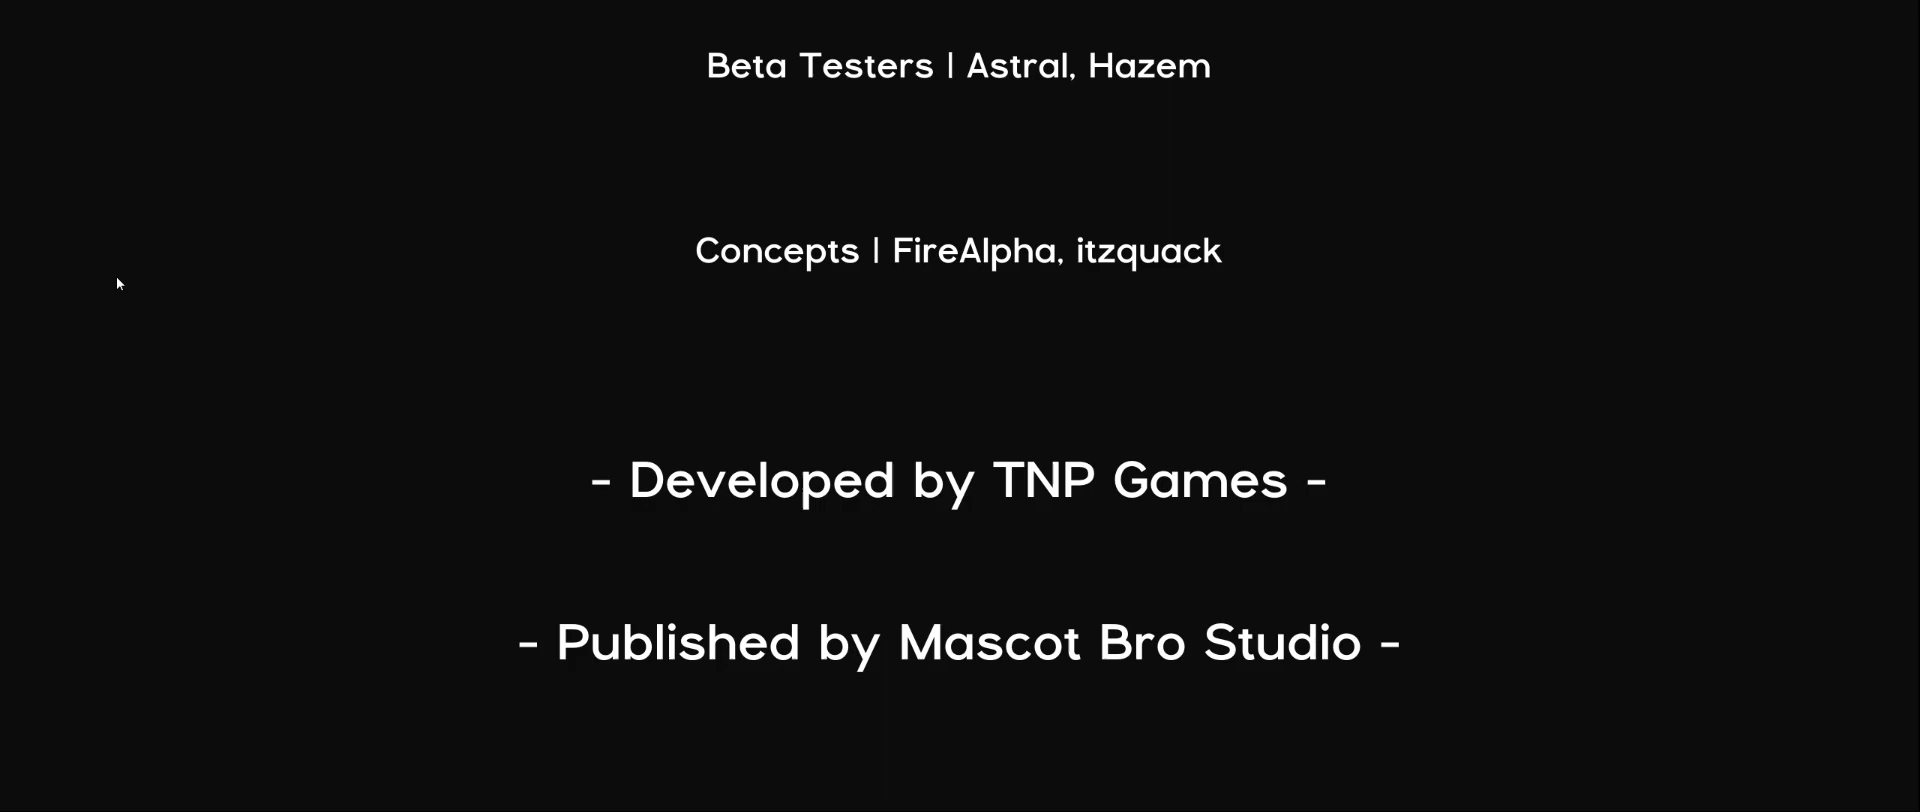 Beta Testers | Astral, Hazem
Concepts | FireAlpha, itzquack
- Developed by TNP Games -
- Published by Mascot Bro Studio -